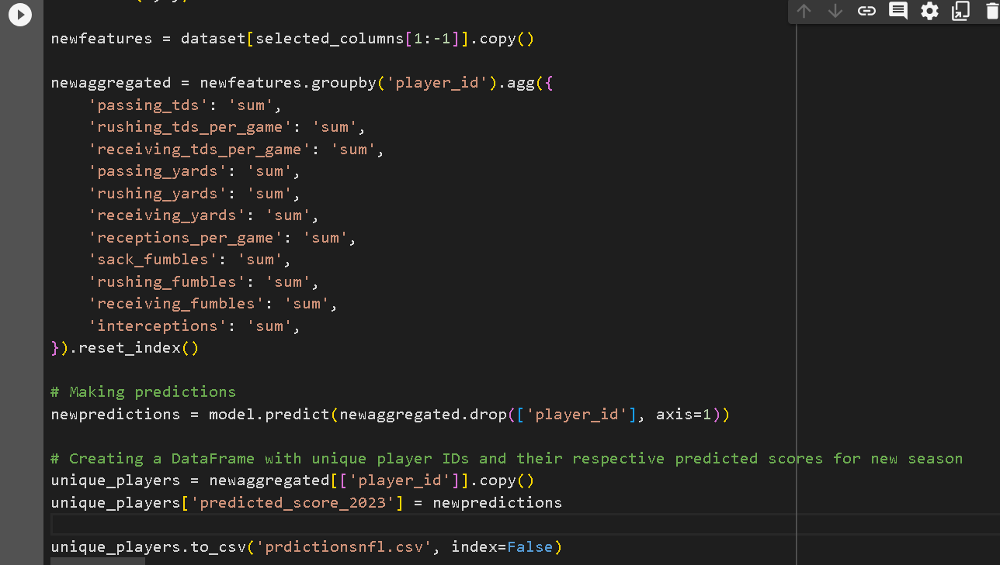 newfeatures = dataset[selected_columns[1:-1]].copy()
newaggregated = newfeatures.groupby('player_id').agg({
    'passing_tds': 'sum',
    'rushing_tds_per_game': 'sum',
    'receiving_tds_per_game': 'sum',
    'passing_yards': 'sum',
    'rushing_yards': 'sum',
    'receiving_yards': 'sum',
    'receptions_per_game': 'sum',
    'sack_fumbles': 'sum',
    'rushing_fumbles': 'sum',
    'receiving_fumbles': 'sum',
    'interceptions': 'sum',
}).reset_index()
# Making predictions
newpredictions = model.predict(newaggregated.drop(['player_id'], axis=1))
# Creating a DataFrame with unique player IDs and their respective predicted scores for new season
unique_players = newaggregated[['player_id']].copy()
unique_players['predicted_score_2023'] = newpredictions
unique_players.to_csv('prdictionsnfl.csv', index=False)